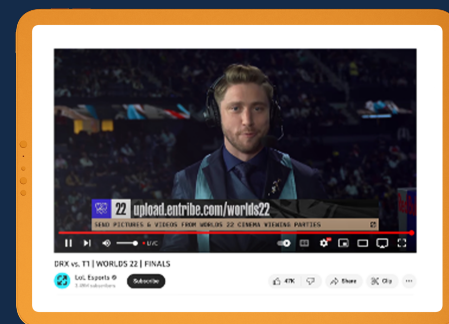 22 upload.entribe.com/worlds22
SEND PICTURES & VIDEOS FROM WORLDS 22 CINEMA VIEWING PARTIES
LIVE
DRX vs. T1 | WORLDS 22 | FINALS
LoL Esports
Subscribe
47K
Share
Clip